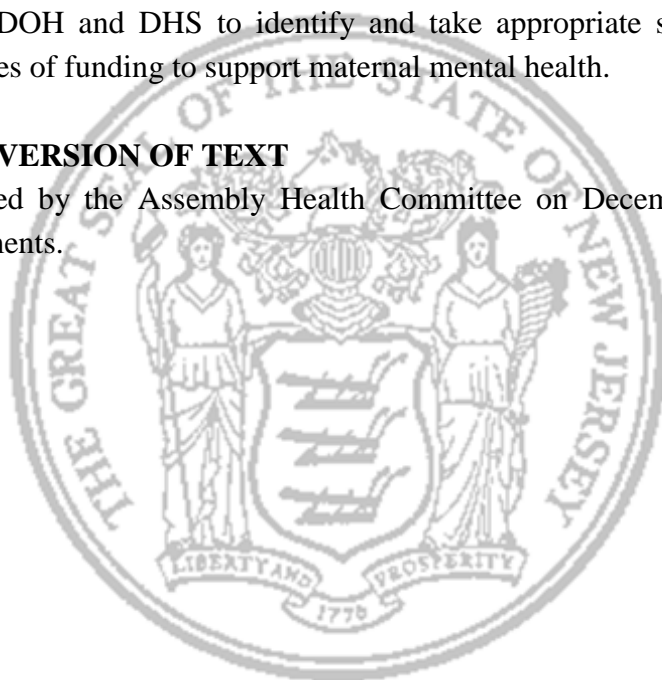 DOH and DHS to identify and take appropriate s
es of funding to support maternal mental health.
VERSION OF TEXT
ed by the Assembly Health Committee on Decem
nents.
THE GREAT SEAL OF THE STATE OF NEW JERSEY
LIBERTY AND PROSPERITY
1776